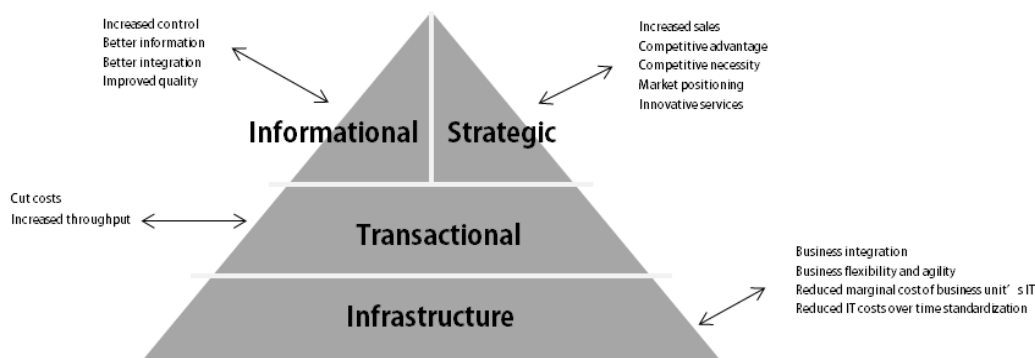 Increased control
Better information
Better integration
Improved quality
Increased sales
Competitive advantage
Competitive necessity
Market positioning
Innovative services
Informational
Strategic
Cut costs
Increased throughput
Transactional
Business integration
Business flexibility and agility
Reduced marginal cost of business unit’s IT
Reduced IT costs over time standardization
Infrastructure